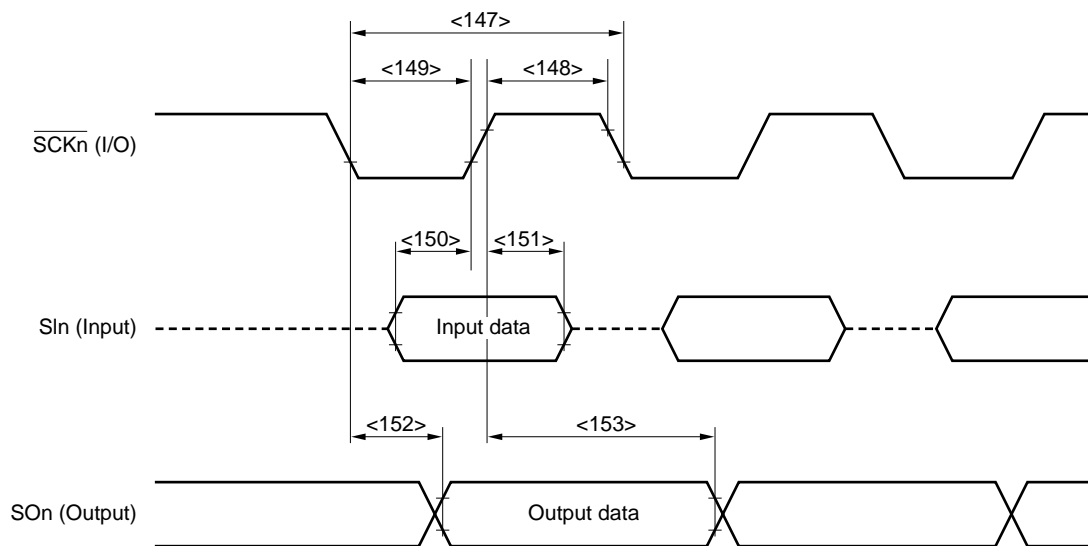 <147>
<149>
<148>
SCKn (I/O)
<150>
<151>
SIn (Input)
Input data
<152>
<153>
SOn (Output)
Output data